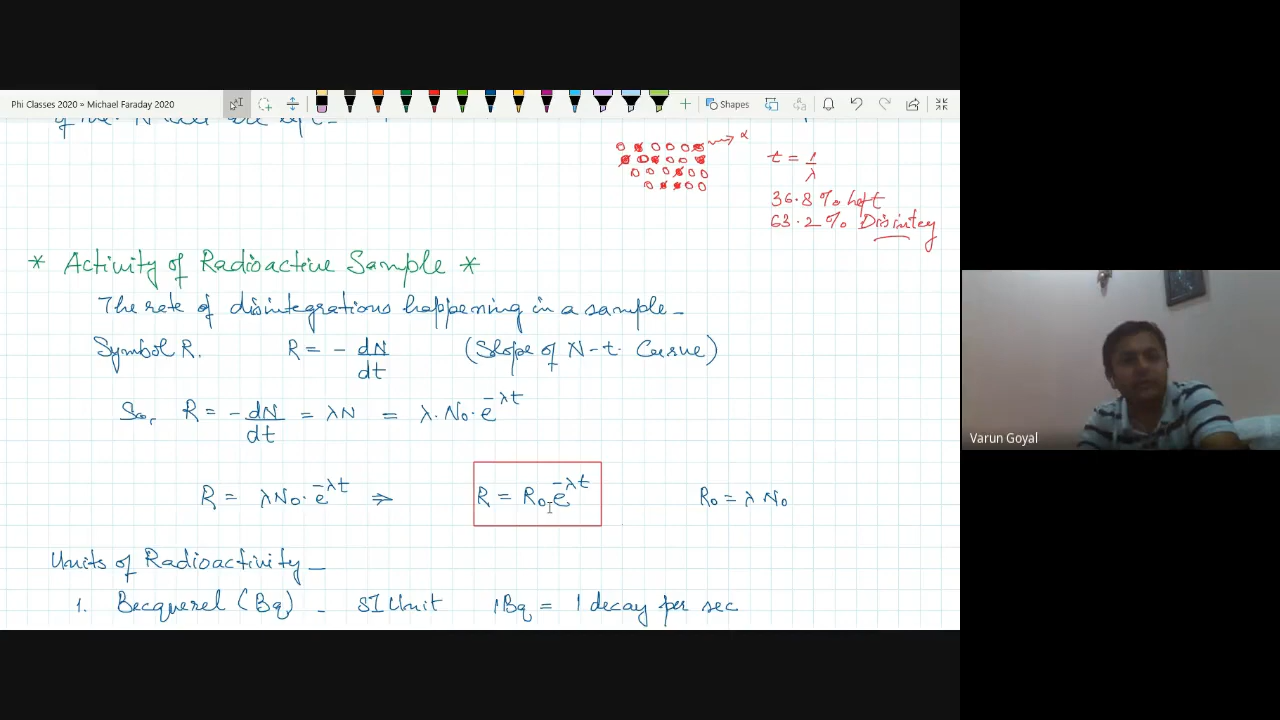 Phi Classes 2020 » Michael Faraday 2020
Shapes
α
t = 1/λ
36.8 % left
63.2 % Disinteg
* Activity of Radioactive Sample *
The rate of disintegrations happening in a sample -
Symbol R. R = - dN/dt (Slope of N-t. Curve)
So, R = - dN/dt = λN = λ. N₀. e^-λt
R = λN₀. e^-λt ⇒ R = R₀ e^-λt R₀ = λ N₀
Units of Radioactivity -
1. Becquerel (Bq) - SI Unit 1Bq = 1 decay per sec
Varun Goyal